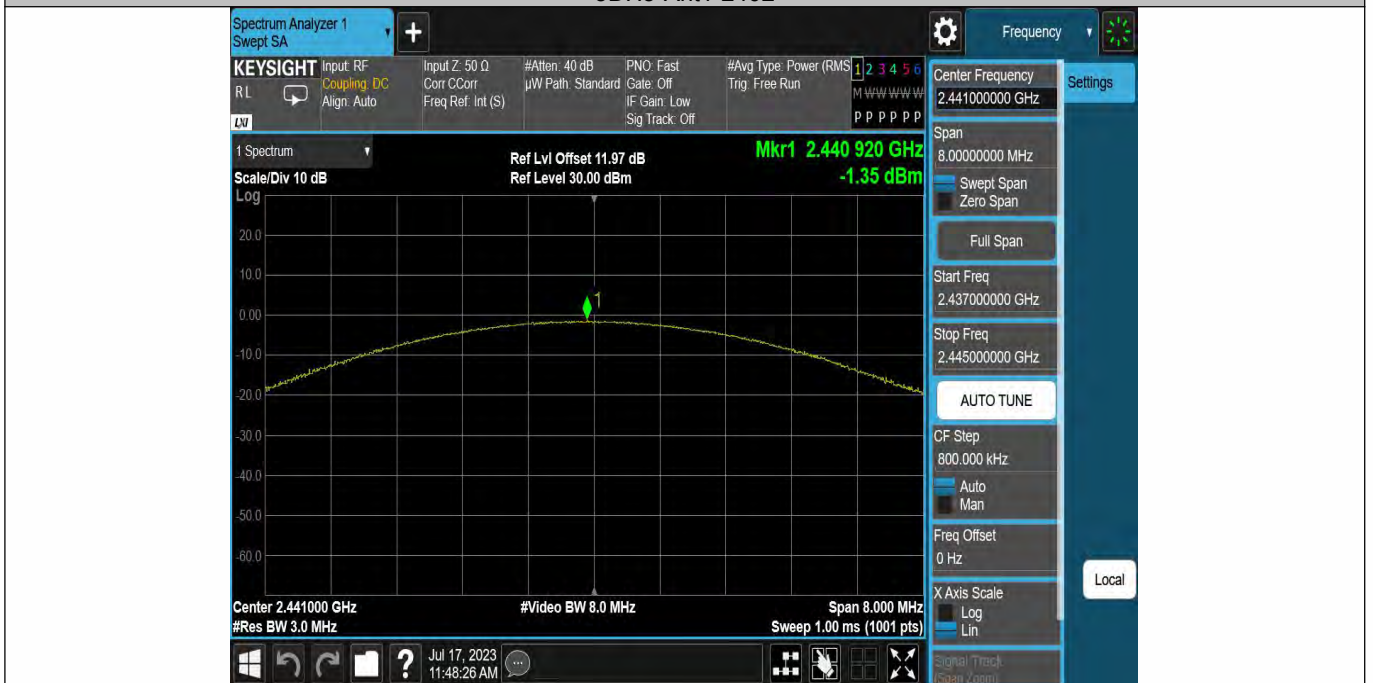 Spectrum Analyzer 1
Swept SA
Frequency
KEYSIGHT
RL
LXI
Input: RF
Coupling: DC
Align: Auto
Input Z: 50 Ω
Corr CCorr
Freq Ref: Int (S)
#Atten: 40 dB
µW Path: Standard
PNO: Fast
Gate: Off
IF Gain: Low
Sig Track: Off
#Avg Type: Power (RMS
Trig: Free Run
1 2 3 4 5 6
M W W W W W
P P P P P P
Center Frequency
2.441000000 GHz
Settings
Span
8.00000000 MHz
Swept Span
Zero Span
Full Span
Start Freq
2.437000000 GHz
Stop Freq
2.445000000 GHz
AUTO TUNE
CF Step
800.000 kHz
Auto
Man
Freq Offset
0 Hz
X Axis Scale
Log
Lin
Signal Track
(Span Zoom)
Local
1 Spectrum
Scale/Div 10 dB
Log
Ref Lvl Offset 11.97 dB
Ref Level 30.00 dBm
Mkr1 2.440 920 GHz
-1.35 dBm
20.0
10.0
0.00
-10.0
-20.0
-30.0
-40.0
-50.0
-60.0
1
Center 2.441000 GHz
#Res BW 3.0 MHz
#Video BW 8.0 MHz
Span 8.000 MHz
Sweep 1.00 ms (1001 pts)
?
Jul 17, 2023
11:48:26 AM